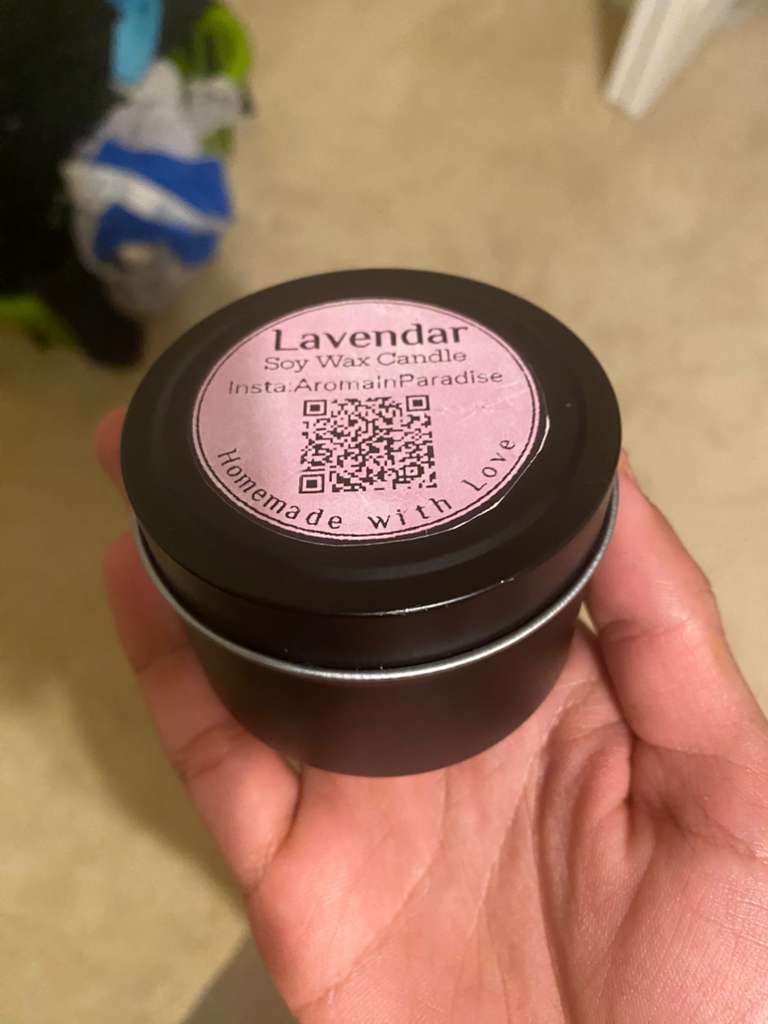 Lavendar
Soy Wax Candle
Insta:AromainParadise
Homemade with Love